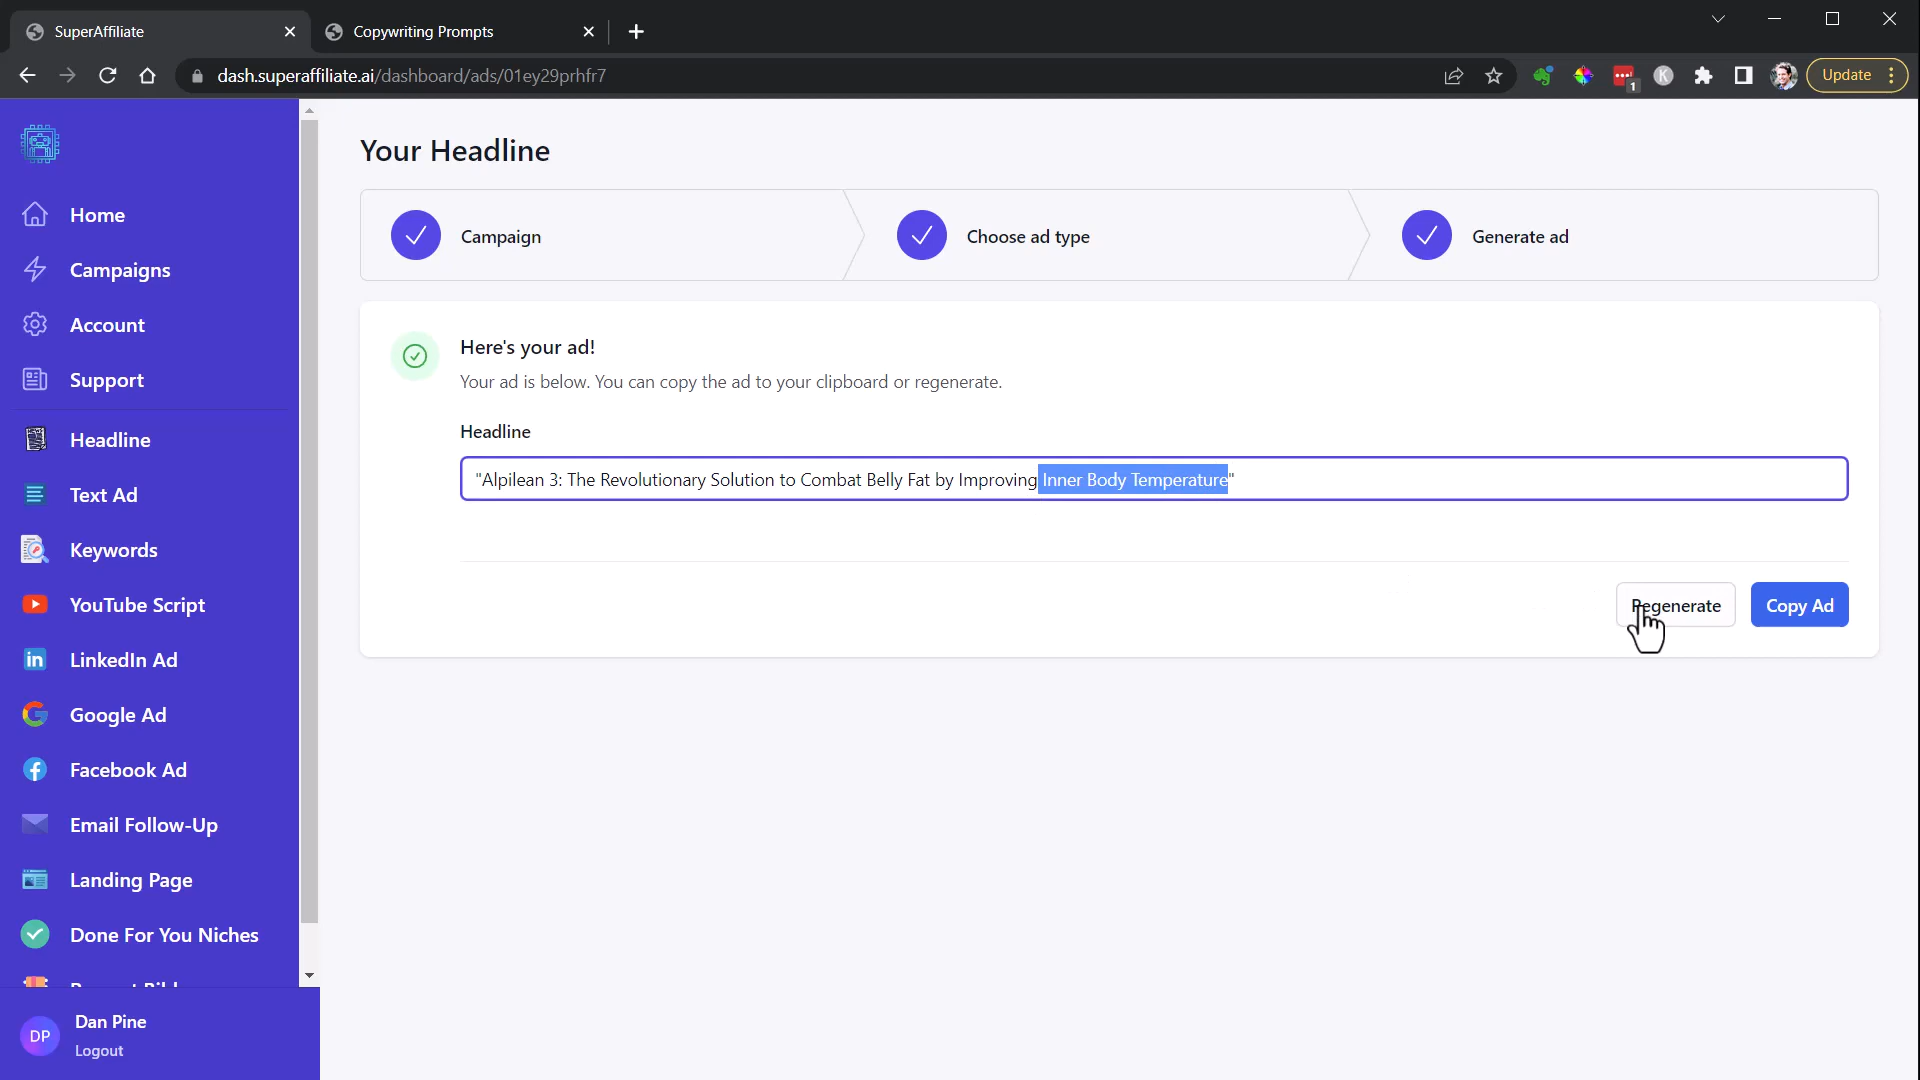 SuperAffiliate
Copywriting Prompts
dash.superaffiliate.ai/dashboard/ads/01ey29prhfr7
1
K
Update
Home
Campaigns
Account
Support
Headline
Text Ad
Keywords
YouTube Script
LinkedIn Ad
Google Ad
Facebook Ad
Email Follow-Up
Landing Page
Done For You Niches
DP
Dan Pine
Logout
Your Headline
Campaign
Choose ad type
Generate ad
Here's your ad!
Your ad is below. You can copy the ad to your clipboard or regenerate.
Headline
"Alpilean 3: The Revolutionary Solution to Combat Belly Fat by Improving Inner Body Temperature"
Regenerate
Copy Ad